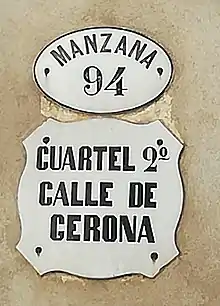 MANZANA
94
CUARTEL 2º
CALLE DE
GERONA